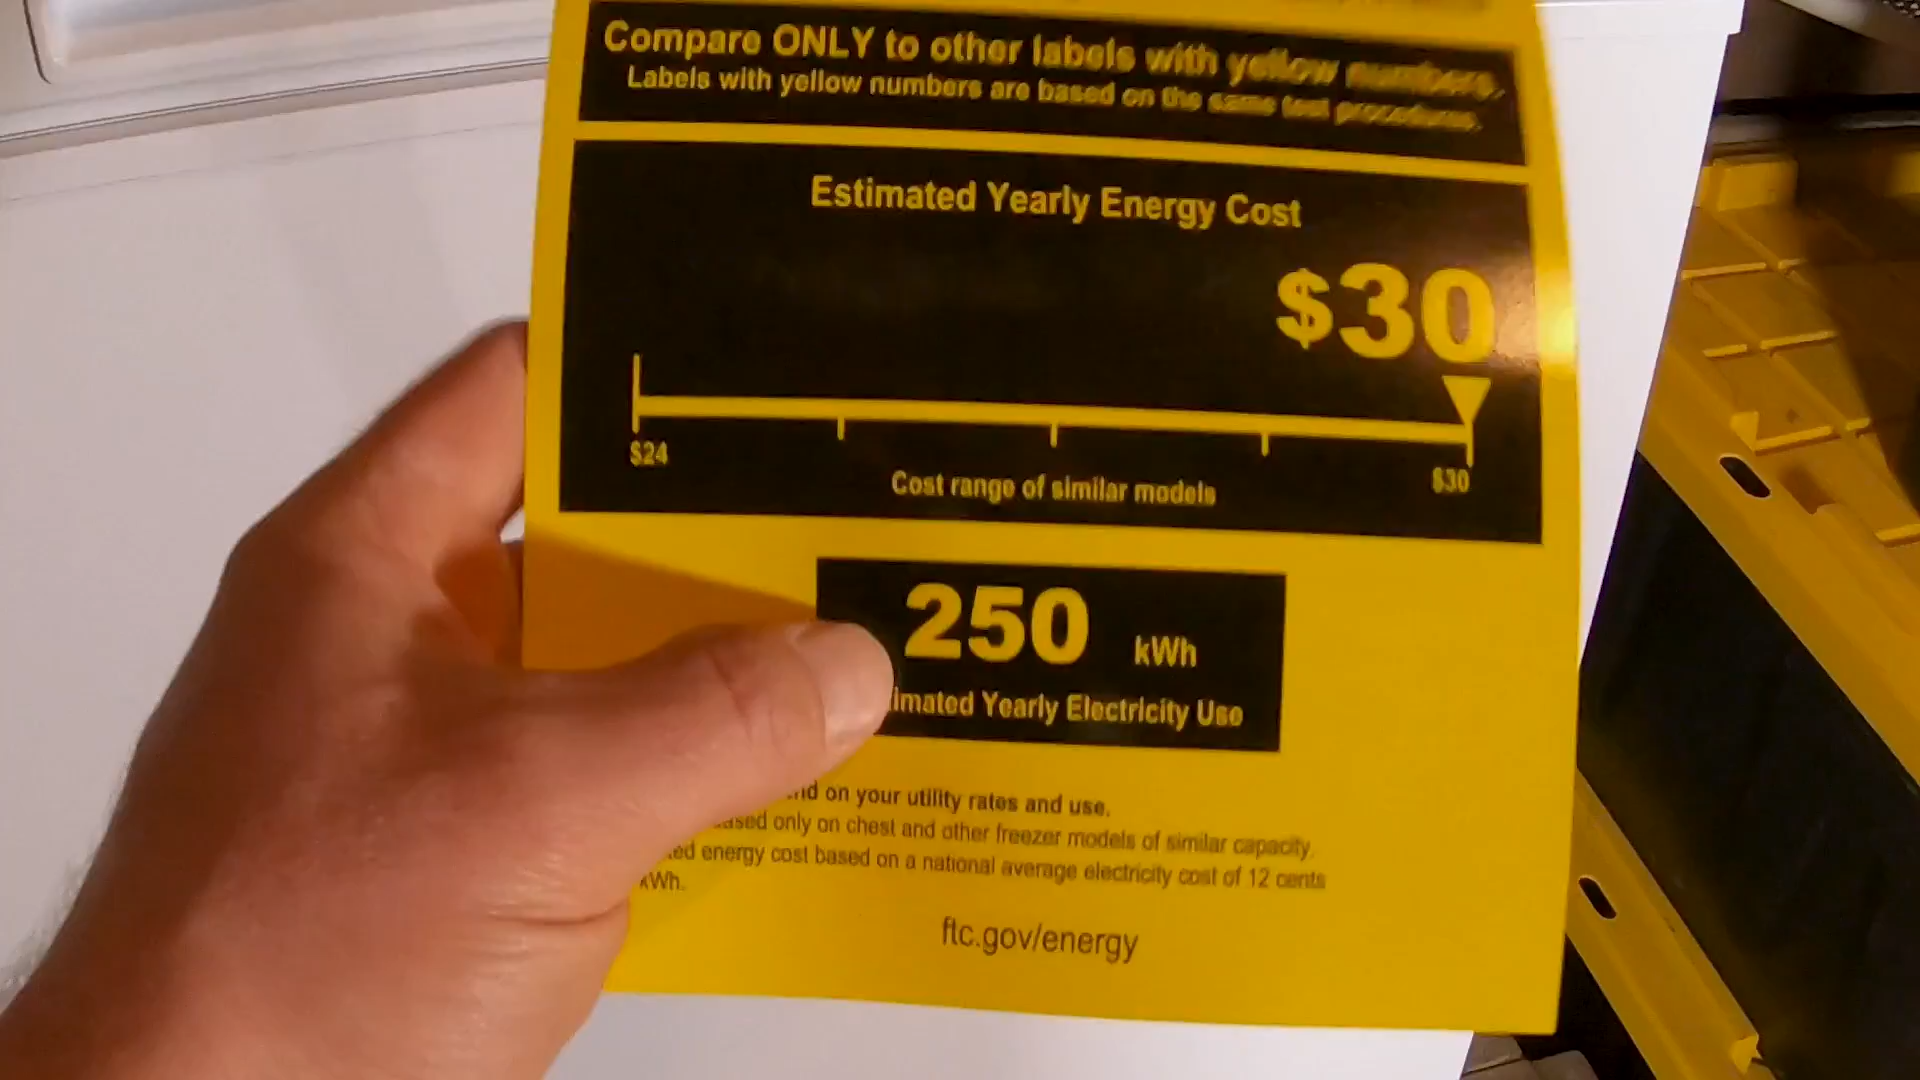 Compare ONLY to other labels with yellow numbers.
Labels with yellow numbers are based on the same test procedures.
Estimated Yearly Energy Cost
$30
$24
$30
Cost range of similar models
250 kWh
imated Yearly Electricity Use
nd on your utility rates and use.
ased only on chest and other freezer models of similar capacity.
ed energy cost based on a national average electricity cost of 12 cents
kWh.
ftc.gov/energy